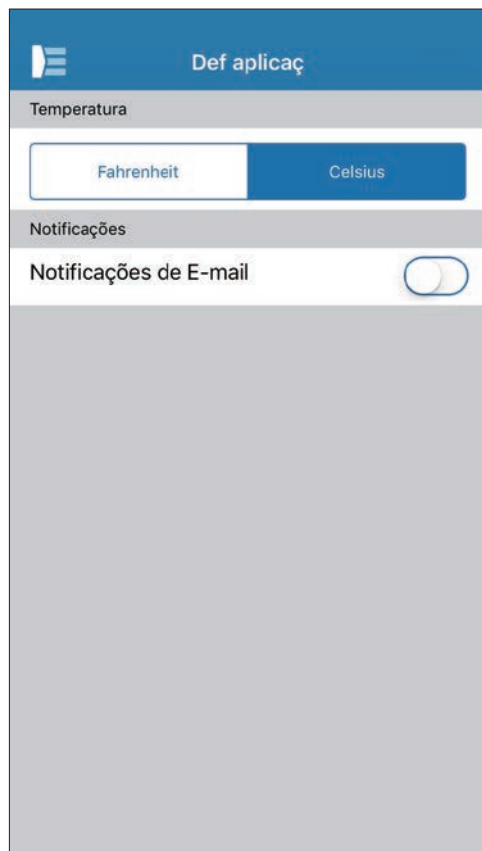 Def aplicaç
Temperatura
Fahrenheit Celsius
Notificações
Notificações de E-mail